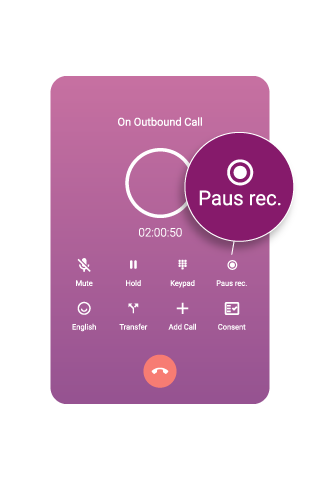 On Outbound Call
Paus rec.
02:00:50
Mute Hold Keypad Paus rec.
English Transfer Add Call Consent